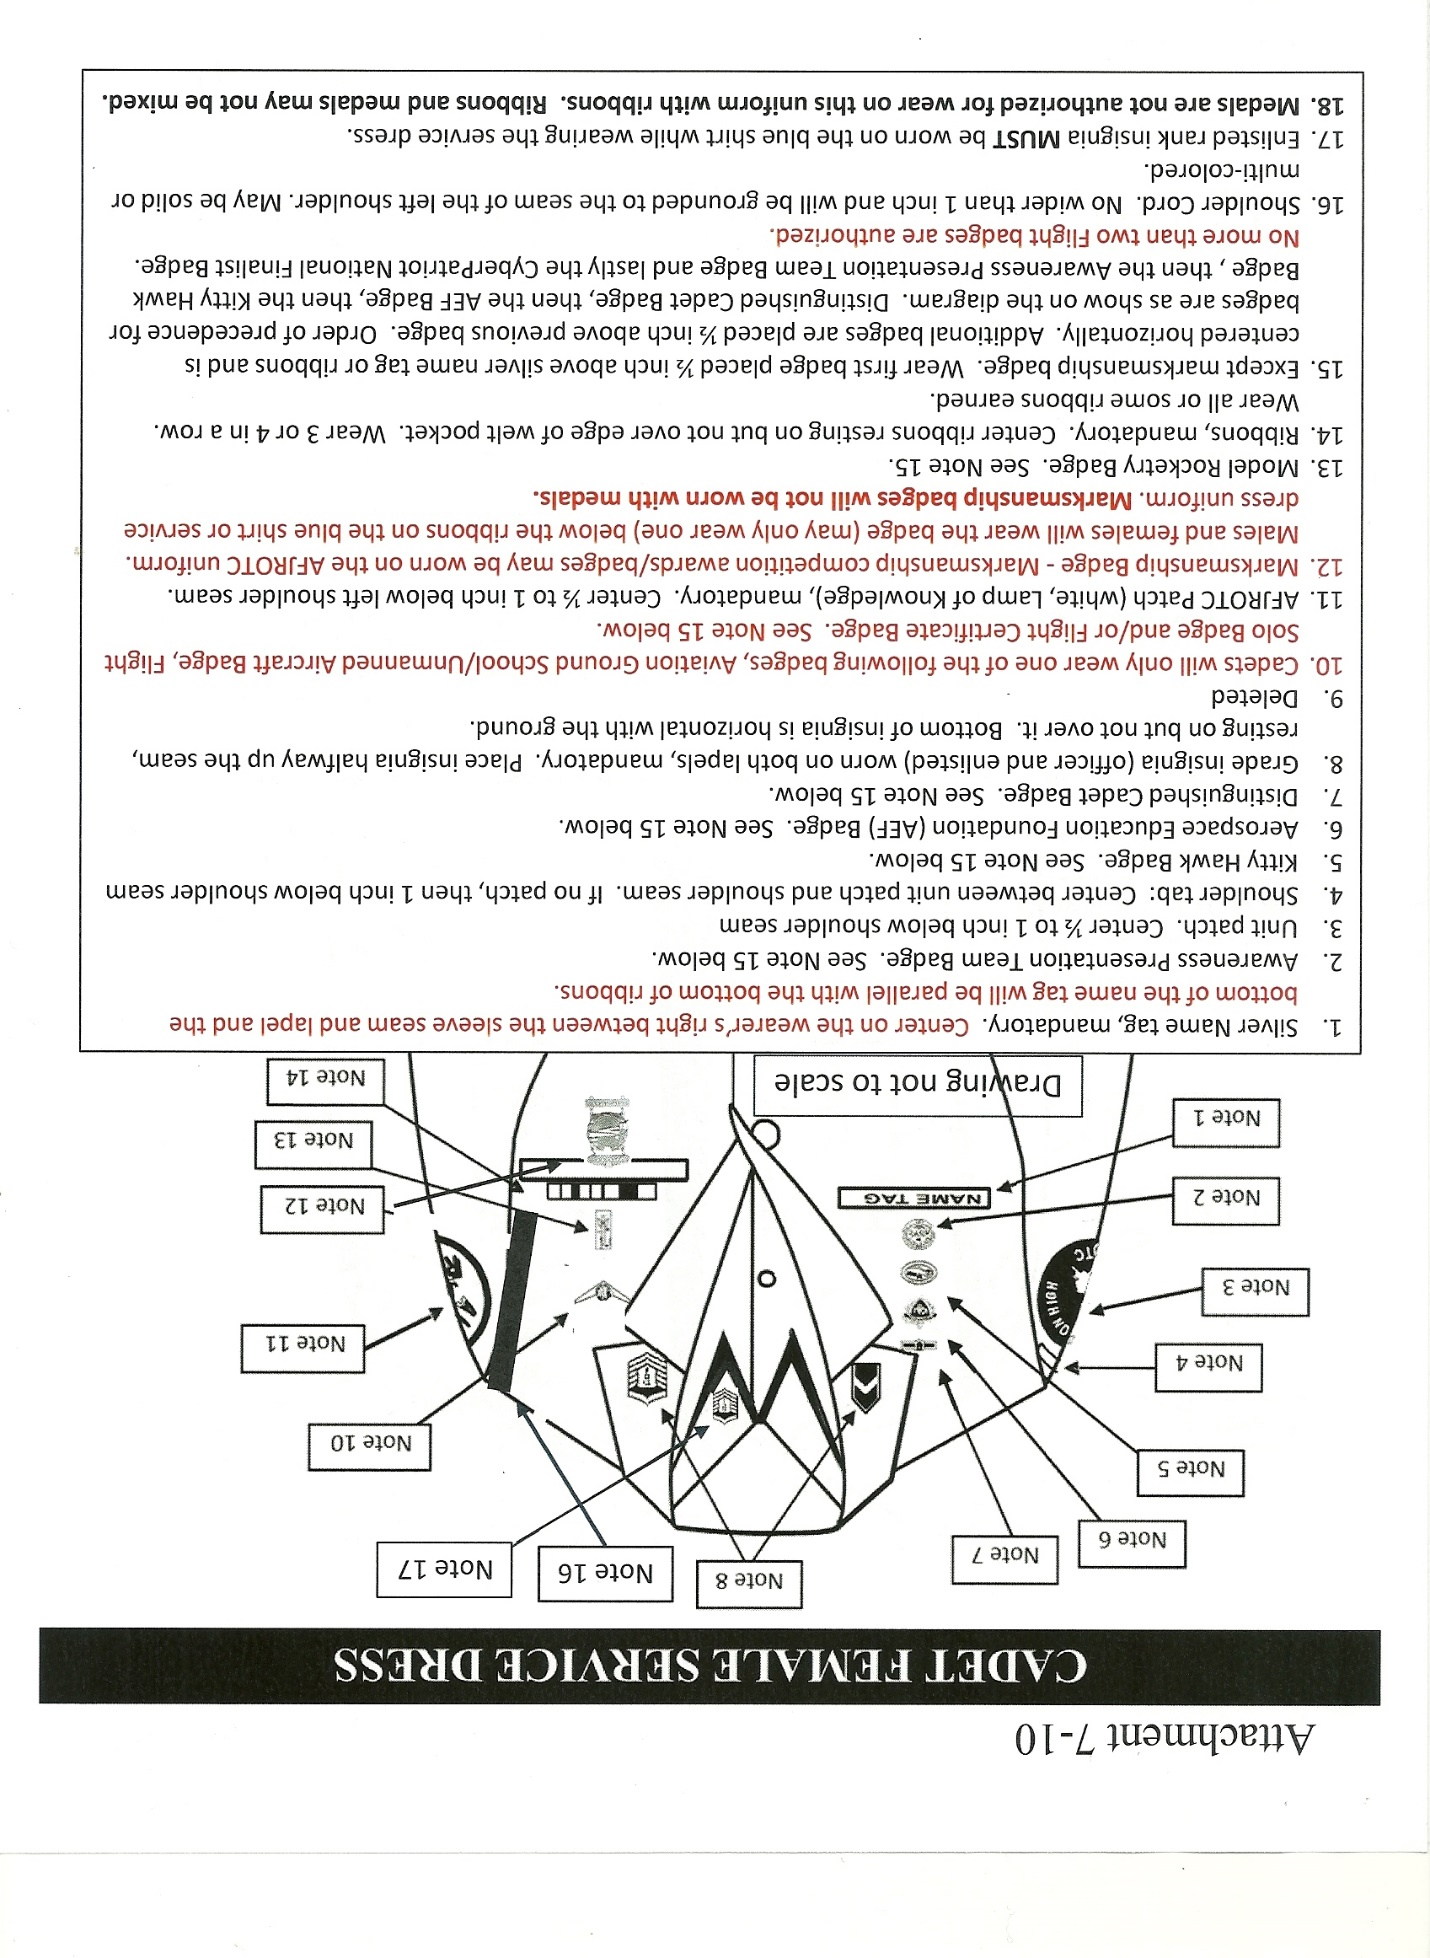 Attachment 7-10
CADET FEMALE SERVICE DRESS
Note 8
Note 16
Note 17
Note 7
Note 6
Note 5
Note 10
Note 4
Note 11
Note 3
Note 2
Note 12
Note 1
Note 13
Note 14
NAME TAG
Drawing not to scale
1. Silver Name tag, mandatory. Center on the wearer's right between the sleeve seam and lapel and the
bottom of the name tag will be parallel with the bottom of ribbons.
2. Awareness Presentation Team Badge. See Note 15 below.
3. Unit patch. Center ½ to 1 inch below shoulder seam
4. Shoulder tab: Center between unit patch and shoulder seam. If no patch, then 1 inch below shoulder seam
5. Kitty Hawk Badge. See Note 15 below.
6. Aerospace Education Foundation (AEF) Badge. See Note 15 below.
7. Distinguished Cadet Badge. See Note 15 below.
8. Grade insignia (officer and enlisted) worn on both lapels, mandatory. Place insignia halfway up the seam,
resting on but not over it. Bottom of insignia is horizontal with the ground.
9. Deleted
10. Cadets will only wear one of the following badges, Aviation Ground School/Unmanned Aircraft Badge, Flight
Solo Badge and/or Flight Certificate Badge. See Note 15 below.
11. AFJROTC Patch (white, Lamp of Knowledge), mandatory. Center ½ to 1 inch below left shoulder seam.
12. Marksmanship Badge - Marksmanship competition awards/badges may be worn on the AFJROTC uniform.
Males and females will wear the badge (may only wear one) below the ribbons on the blue shirt or service
dress uniform. Marksmanship badges will not be worn with medals.
13. Model Rocketry Badge. See Note 15.
14. Ribbons, mandatory. Center ribbons resting on but not over edge of welt pocket. Wear 3 or 4 in a row.
Wear all or some ribbons earned.
15. Except marksmanship badge. Wear first badge placed ½ inch above silver name tag or ribbons and is
centered horizontally. Additional badges are placed ½ inch above previous badge. Order of precedence for
badges are as show on the diagram. Distinguished Cadet Badge, then the AEF Badge, then the Kitty Hawk
Badge , then the Awareness Presentation Team Badge and lastly the CyberPatriot National Finalist Badge.
No more than two Flight badges are authorized.
16. Shoulder Cord. No wider than 1 inch and will be grounded to the seam of the left shoulder. May be solid or
multi-colored.
17. Enlisted rank insignia MUST be worn on the blue shirt while wearing the service dress.
18. Medals are not authorized for wear on this uniform with ribbons. Ribbons and medals may not be mixed.